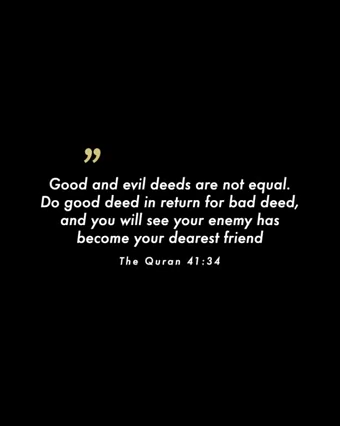 ”
Good and evil deeds are not equal.
Do good deed in return for bad deed,
and you will see your enemy has
become your dearest friend
The Quran 41:34